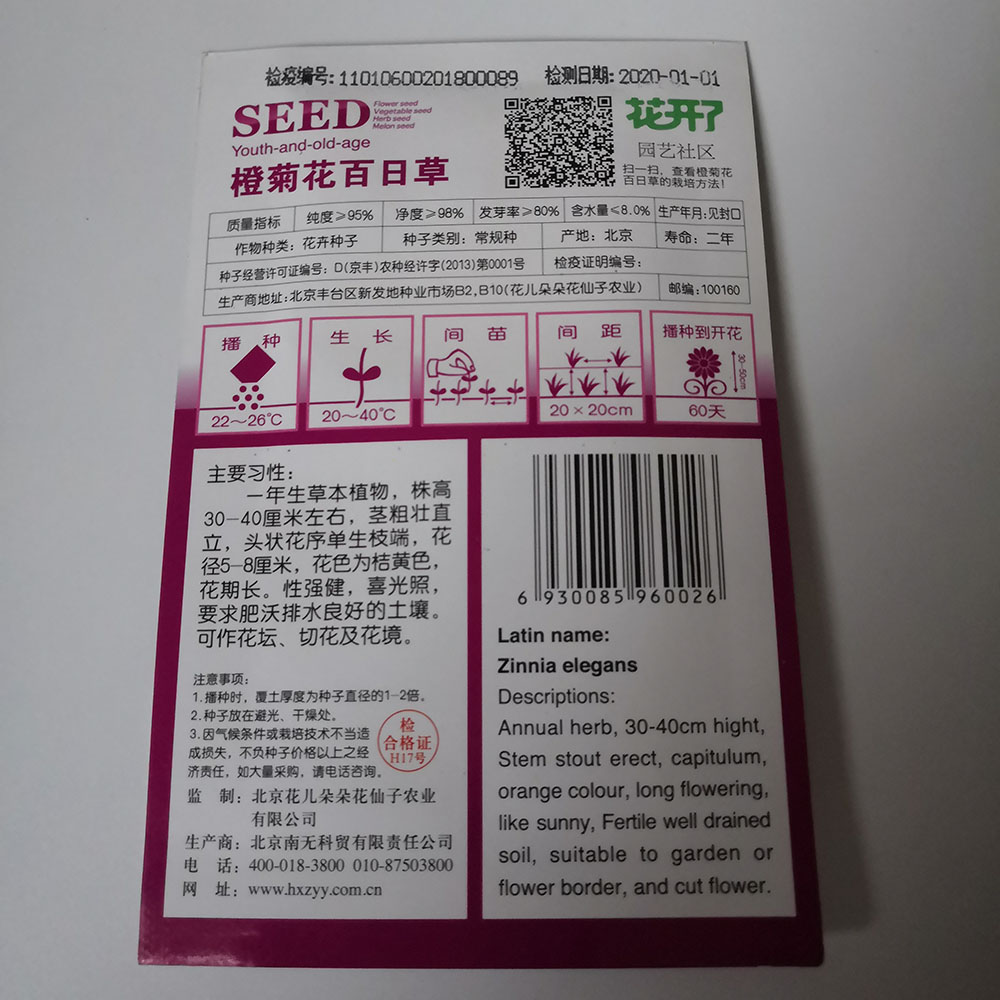 检疫编号:11010600201800089 检测日期:2020-01-01
SEED
Flower seed
Vegetable seed
Herb seed
Melon seed
Youth-and-old-age
橙菊花百日草
花开了
园艺社区
扫一扫，查看橙菊花
百日草的栽培方法！
质量指标 纯度≥95% 净度≥98% 发芽率≥80% 含水量≤8.0% 生产年月:见封口
作物种类：花卉种子 种子类别：常规种 产地：北京 寿命：二年
种子经营许可证编号：D(京丰)农种经许字(2013)第0001号 检疫证明编号：
生产商地址:北京丰台区新发地种业市场B2,B10(花儿朵朵花仙子农业) 邮编:100160
播种 生长 间苗 间距 播种到开花
30-50cm
22～26℃ 20～40℃ 20×20cm 60天
主要习性：
一年生草本植物，株高
30-40厘米左右，茎粗壮直
立，头状花序单生枝端，花
径5-8厘米，花色为桔黄色，
花期长。性强健，喜光照，
要求肥沃排水良好的土壤。
可作花坛、切花及花境。
注意事项：
1.播种时，覆土厚度为种子直径的1-2倍。
2.种子放在避光、干燥处。
3.因气候条件或栽培技术不当造
成损失，不负种子价格以上之经
济责任，如大量采购，请电话咨询。
检
合格证
H17号
监 制：北京花儿朵朵花仙子农业
有限公司
生产商：北京南无科贸有限责任公司
电 话：400-018-3800 010-87503800
网 址：www.hxzyy.com.cn
6 930085 960026
Latin name:
Zinnia elegans
Descriptions:
Annual herb, 30-40cm hight,
Stem stout erect, capitulum,
orange colour, long flowering,
like sunny, Fertile well drained
soil, suitable to garden or
flower border, and cut flower.